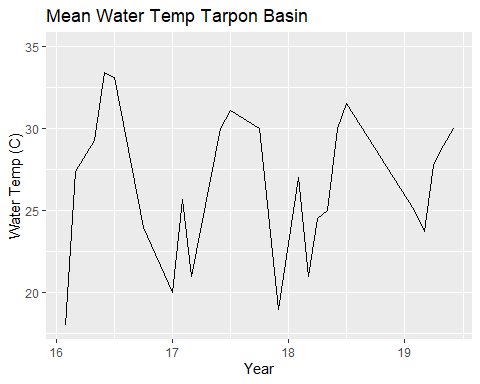 Mean Water Temp Tarpon Basin
35
30
25
20
Water Temp (C)
16 17 18 19
Year